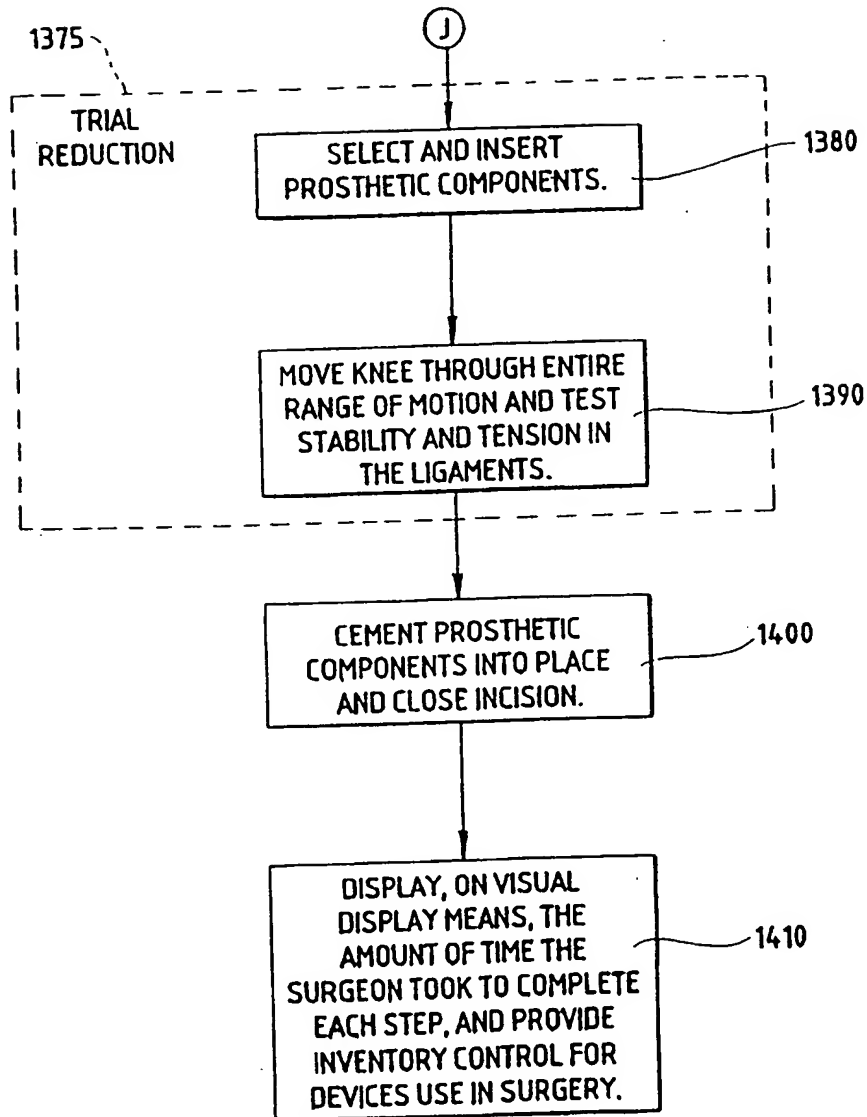 J
1375
TRIAL
REDUCTION
SELECT AND INSERT
PROSTHETIC COMPONENTS.
1380
MOVE KNEE THROUGH ENTIRE
RANGE OF MOTION AND TEST
STABILITY AND TENSION IN
THE LIGAMENTS.
1390
CEMENT PROSTHETIC
COMPONENTS INTO PLACE
AND CLOSE INCISION.
1400
DISPLAY, ON VISUAL
DISPLAY MEANS, THE
AMOUNT OF TIME THE
SURGEON TOOK TO COMPLETE
EACH STEP, AND PROVIDE
INVENTORY CONTROL FOR
DEVICES USE IN SURGERY.
1410